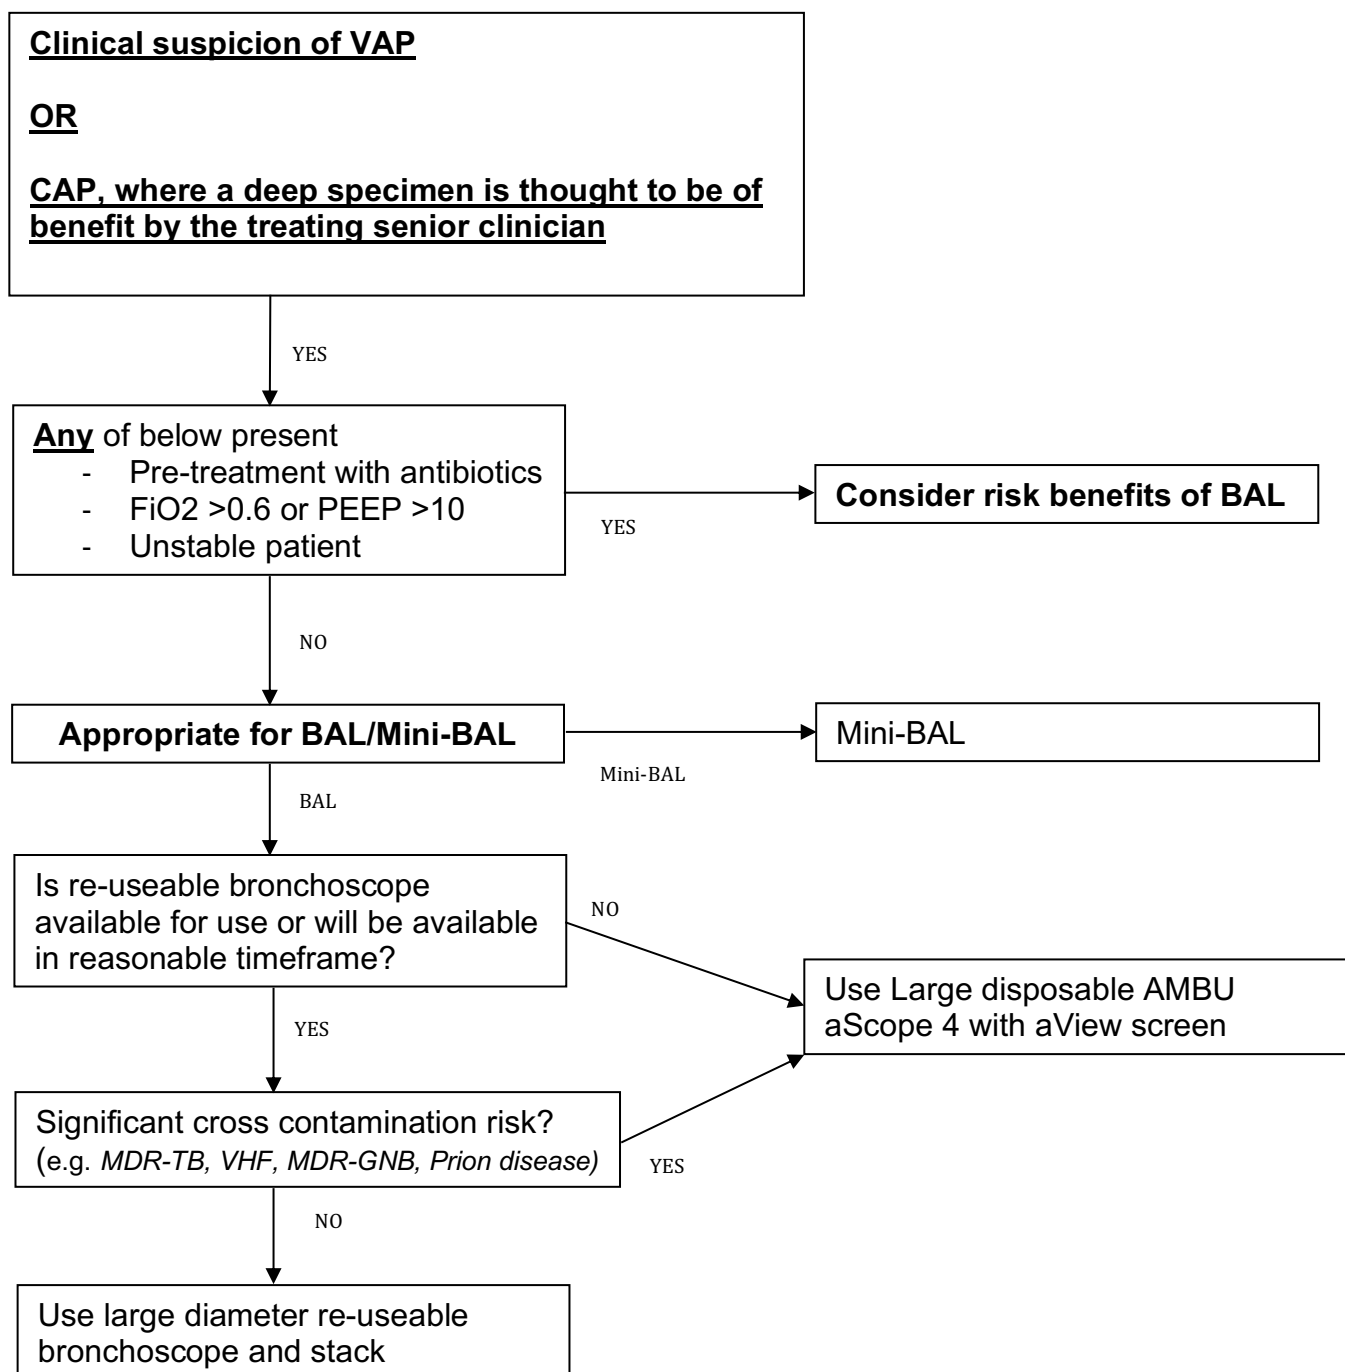 Clinical suspicion of VAP
OR
CAP, where a deep specimen is thought to be of
benefit by the treating senior clinician
YES
Any of below present
- Pre-treatment with antibiotics
- FiO2 >0.6 or PEEP >10
- Unstable patient
YES
Consider risk benefits of BAL
NO
Appropriate for BAL/Mini-BAL
Mini-BAL
Mini-BAL
BAL
Is re-useable bronchoscope
available for use or will be available
in reasonable timeframe?
NO
Use Large disposable AMBU
aScope 4 with aView screen
YES
Significant cross contamination risk?
(e.g. MDR-TB, VHF, MDR-GNB, Prion disease)
YES
NO
Use large diameter re-useable
bronchoscope and stack